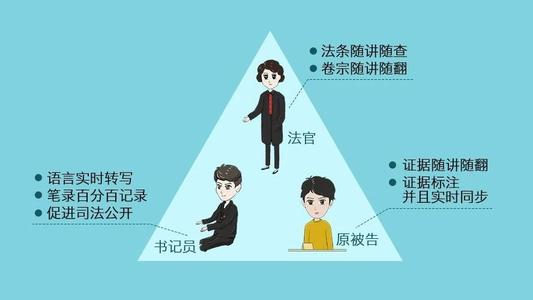 法条随讲随查
卷宗随讲随翻
法官
语言实时转写
笔录百分百记录
促进司法公开
书记员
证据随讲随翻
证据标注
并且实时同步
原被告